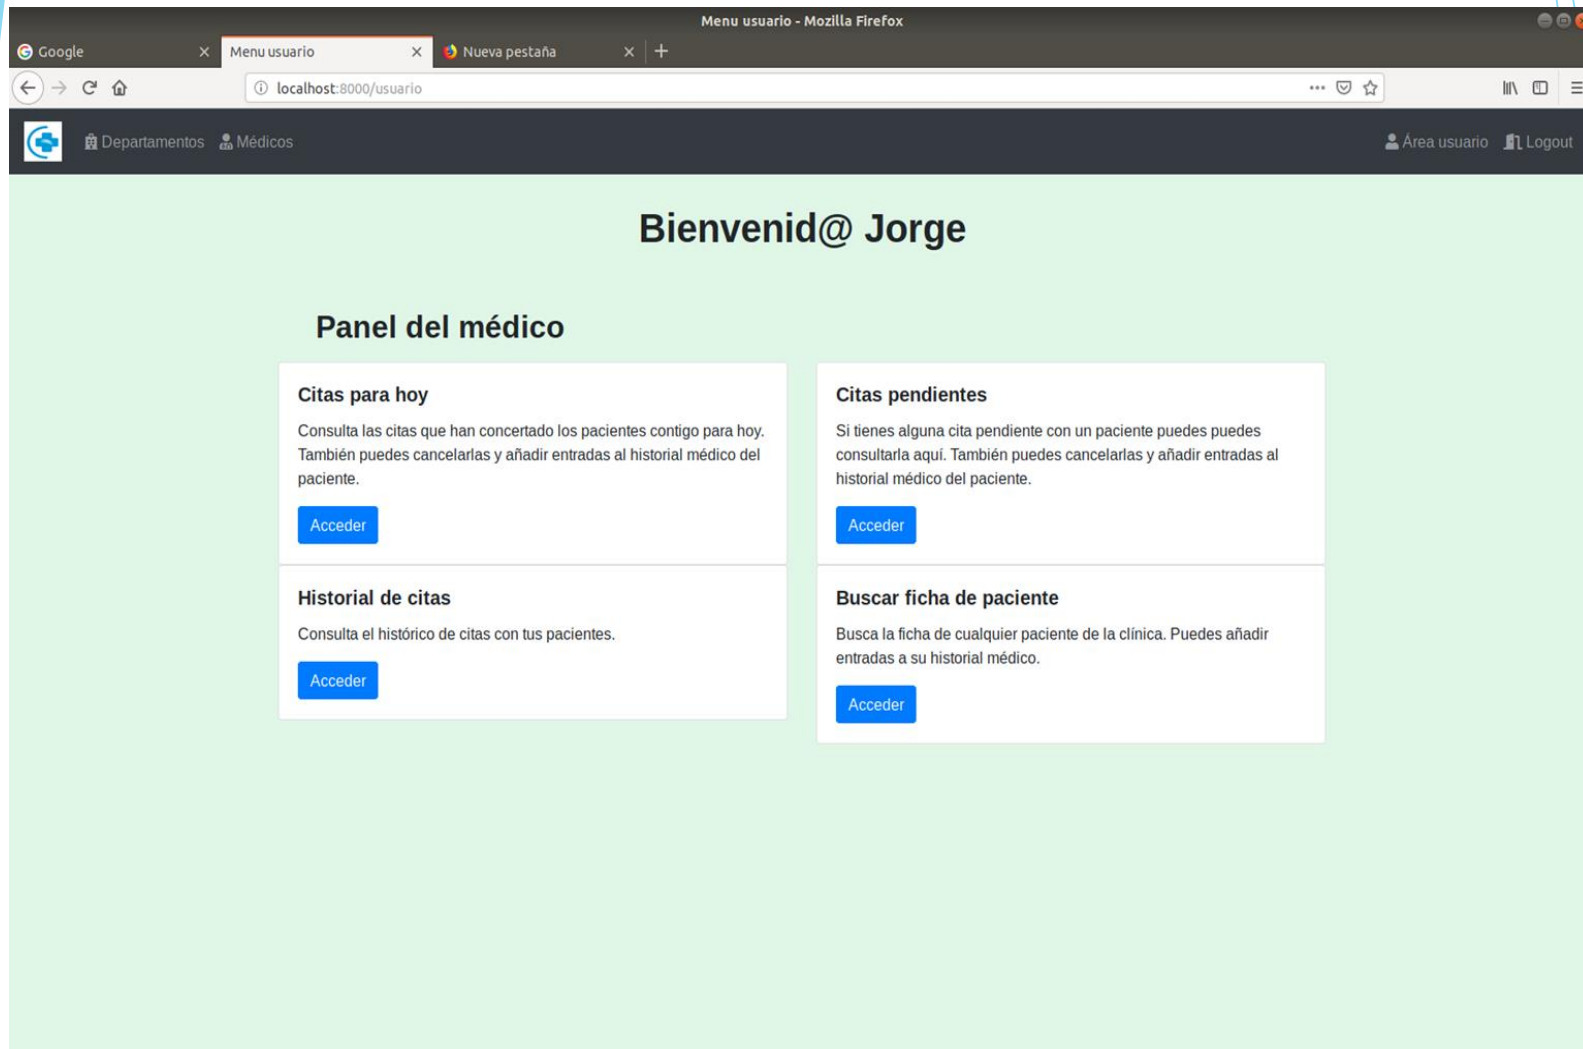 Menu usuario - Mozilla Firefox
Google
Menu usuario
Nueva pestaña
localhost:8000/usuario
Departamentos
Médicos
Área usuario
Logout
Bienvenid@ Jorge
Panel del médico
Citas para hoy
Consulta las citas que han concertado los pacientes contigo para hoy.
También puedes cancelarlas y añadir entradas al historial médico del
paciente.
Acceder
Citas pendientes
Si tienes alguna cita pendiente con un paciente puedes puedes
consultarla aquí. También puedes cancelarlas y añadir entradas al
historial médico del paciente.
Acceder
Historial de citas
Consulta el histórico de citas con tus pacientes.
Acceder
Buscar ficha de paciente
Busca la ficha de cualquier paciente de la clínica. Puedes añadir
entradas a su historial médico.
Acceder